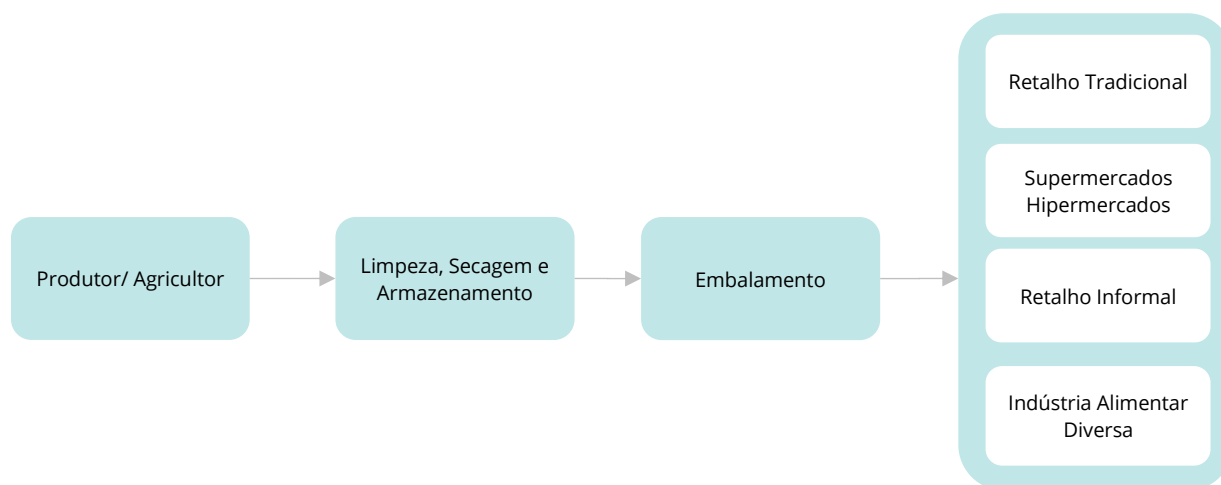 Produtor/ Agricultor
Limpeza, Secagem e
Armazenamento
Embalamento
Retalho Tradicional
Supermercados
Hipermercados
Retalho Informal
Indústria Alimentar
Diversa